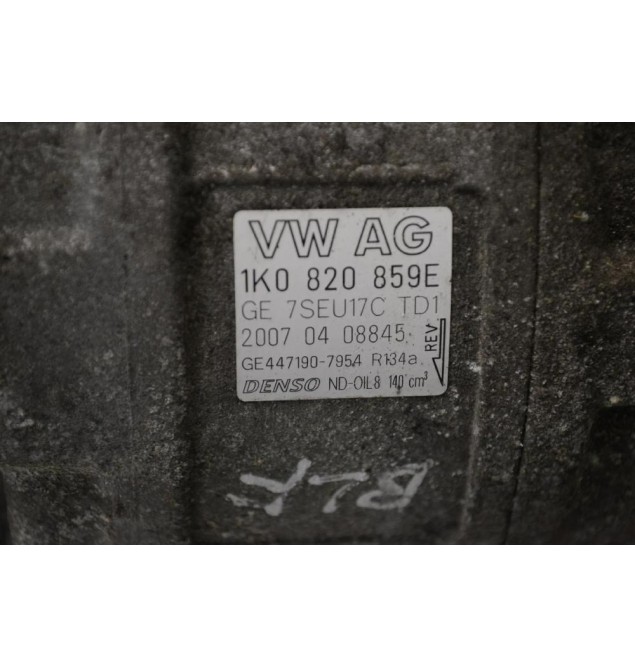 VW AG
1K0 820 859E
GE 7SEU17C TD1
2007 04 08845
REV
GE447190-7954 R134a
DENSO ND-OIL8 140 cm³